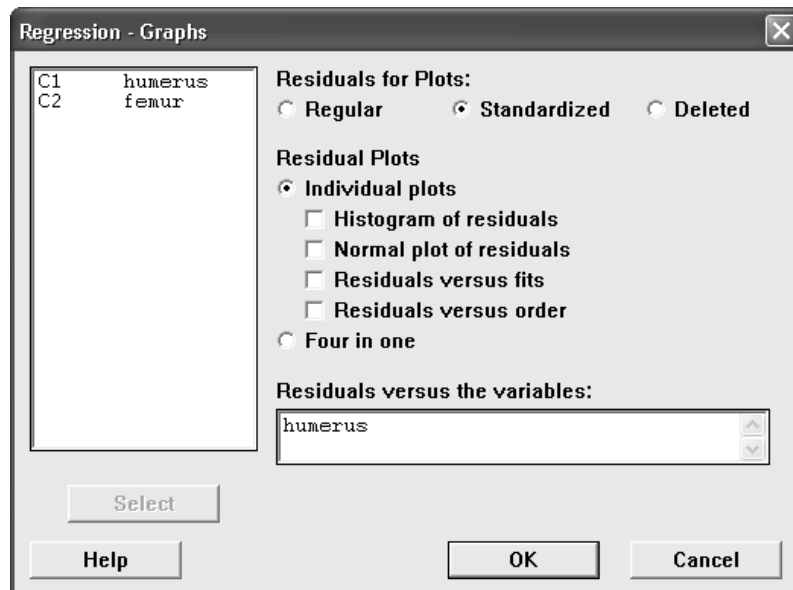 Regression - Graphs
C1 humerus
C2 femur
Residuals for Plots:
Regular Standardized Deleted
Residual Plots
Individual plots
Histogram of residuals
Normal plot of residuals
Residuals versus fits
Residuals versus order
Four in one
Residuals versus the variables:
humerus
Select
Help OK Cancel